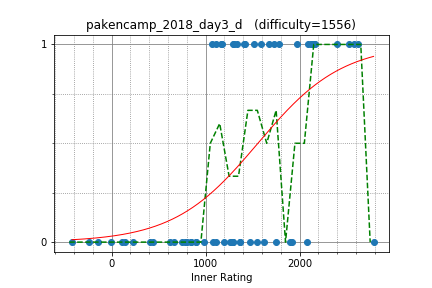 pakencamp_2018_day3_d (difficulty=1556)
1
0
0 1000 2000
Inner Rating